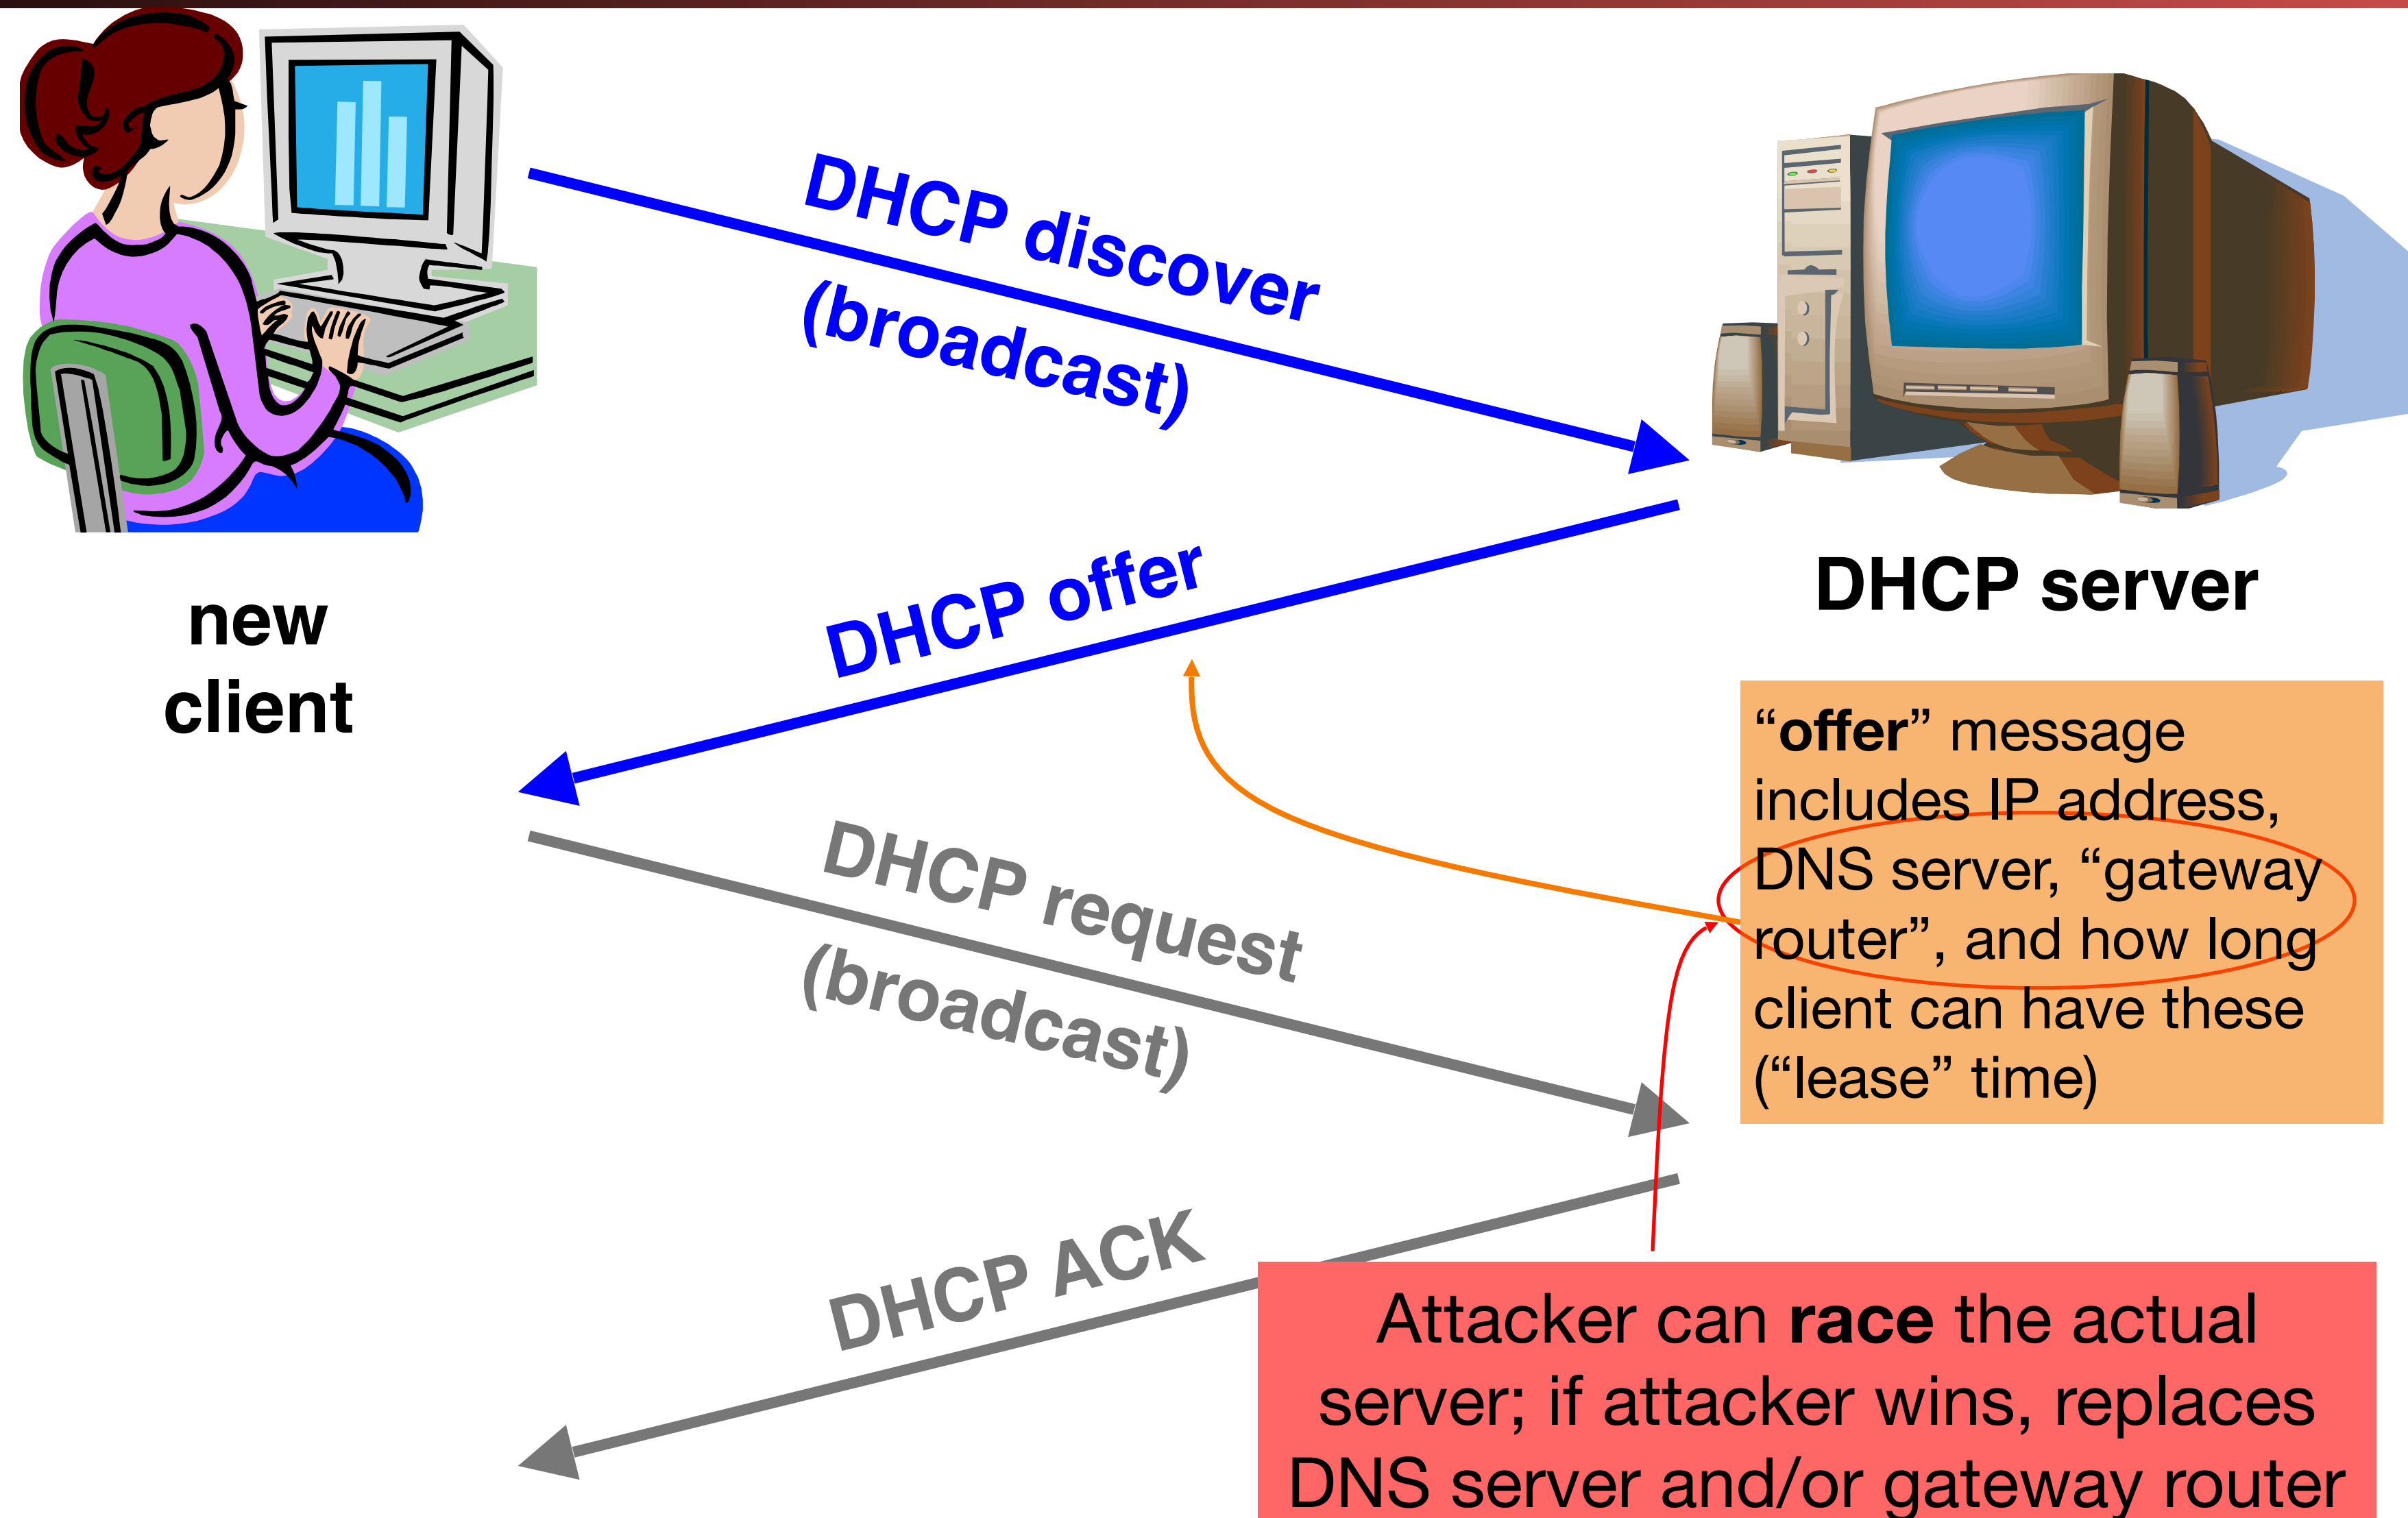 DHCP discover
(broadcast)
DHCP offer
new
client
DHCP server
“offer” message
includes IP address,
DNS server, “gateway
router”, and how long
client can have these
(“lease” time)
DHCP request
(broadcast)
DHCP ACK
Attacker can race the actual
server; if attacker wins, replaces
DNS server and/or gateway router